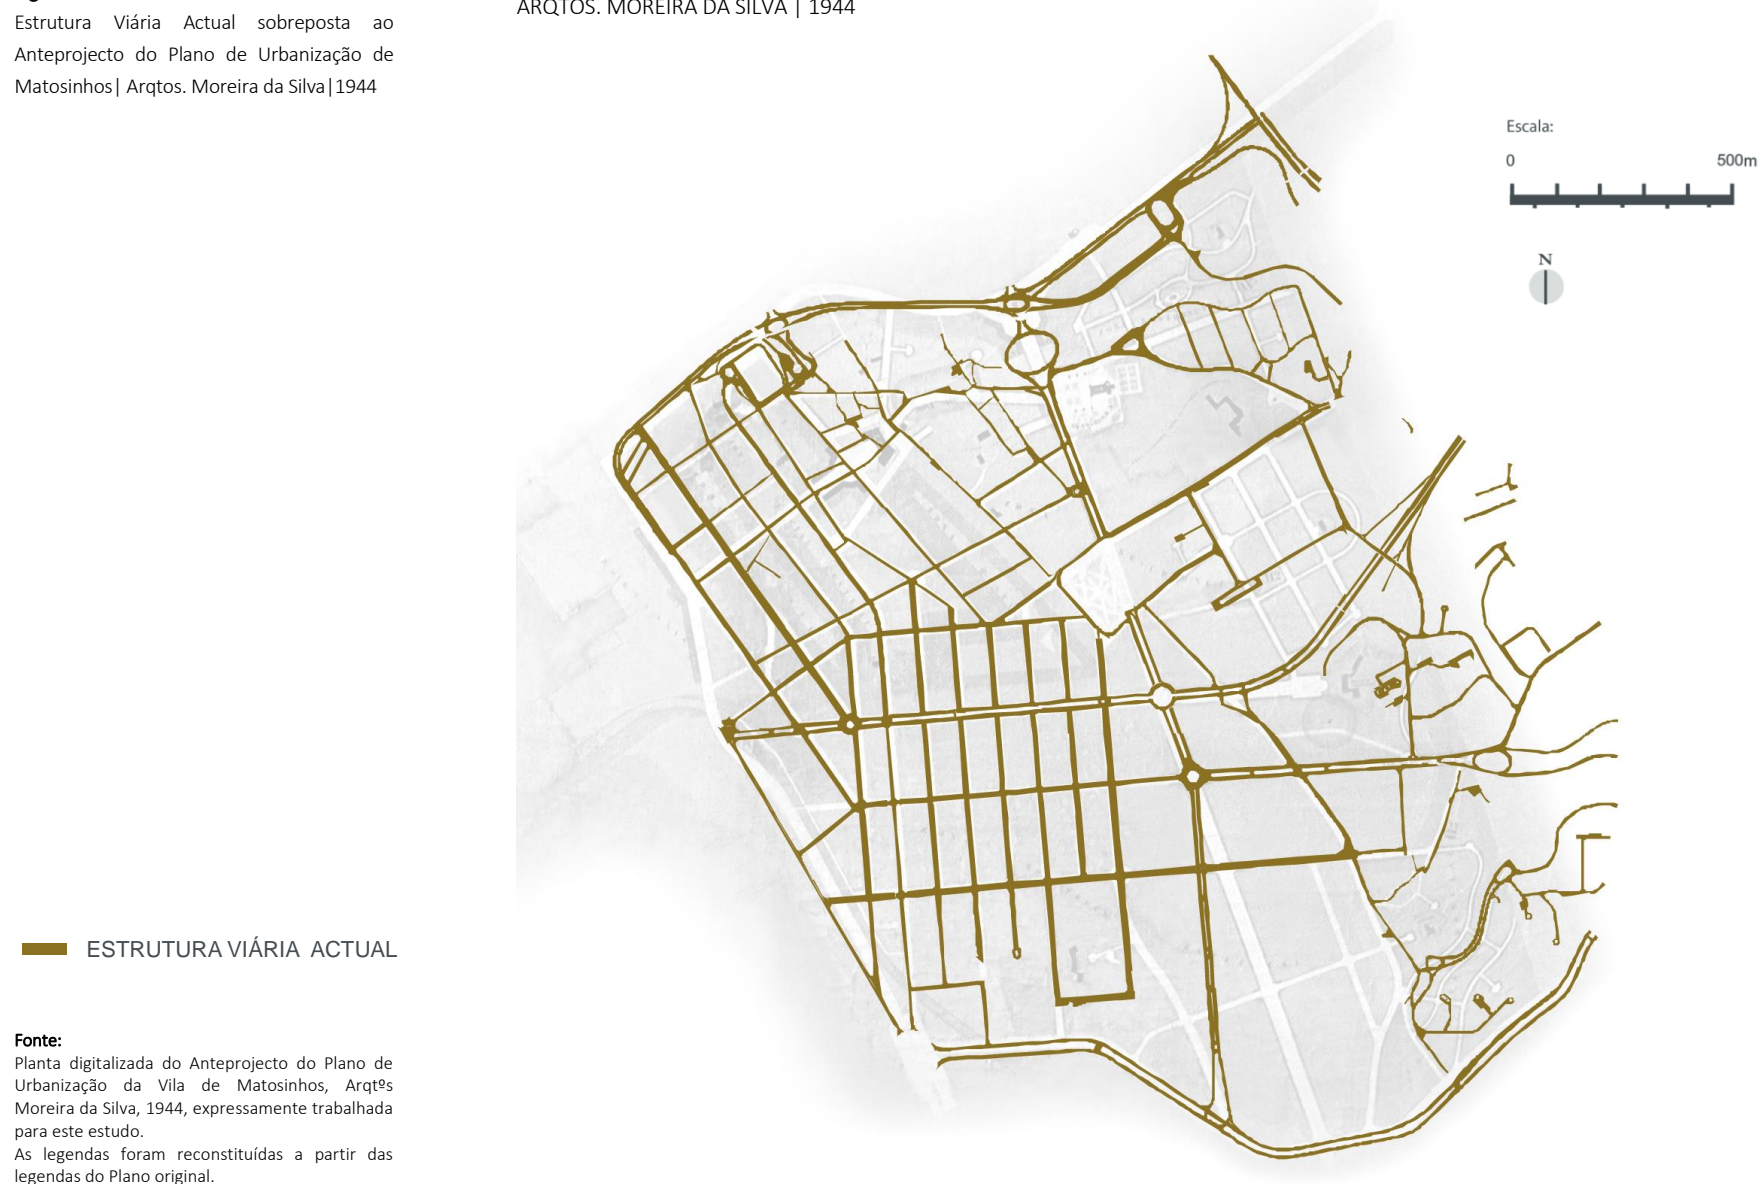 Estrutura Viária Actual sobreposta ao
Anteprojecto do Plano de Urbanização de
Matosinhos| Arqtos. Moreira da Silva|1944
ARQTOS. MOREIRA DA SILVA | 1944
Escala:
0 500m
N
ESTRUTURA VIÁRIA ACTUAL
Fonte:
Planta digitalizada do Anteprojecto do Plano de
Urbanização da Vila de Matosinhos, Arqtºs
Moreira da Silva, 1944, expressamente trabalhada
para este estudo.
As legendas foram reconstituídas a partir das
legendas do Plano original.